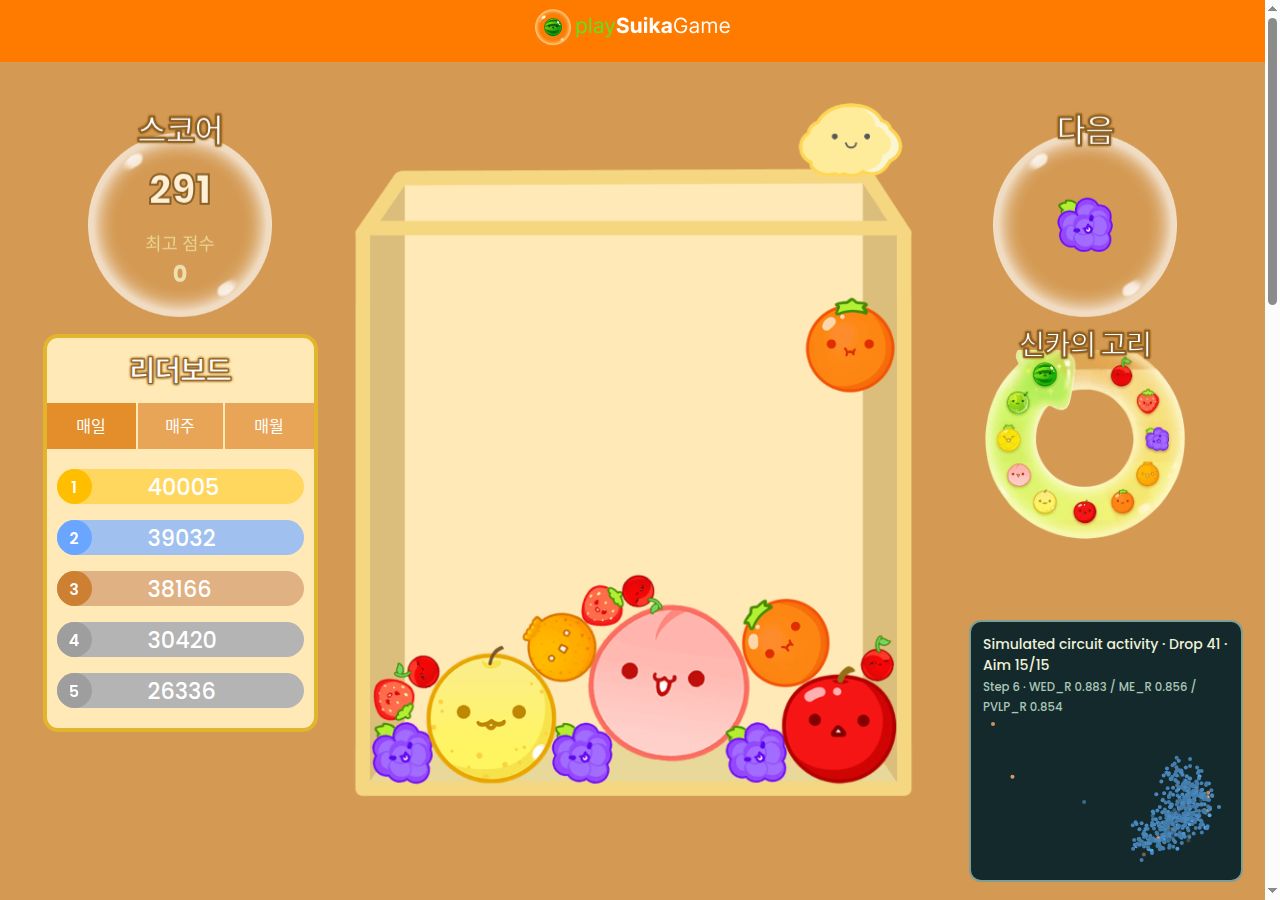 playSuikaGame
스코어
291
최고 점수
0
다음
신카의 고리
리더보드
매일 매주 매월
1 40005
2 39032
3 38166
4 30420
5 26336
Simulated circuit activity · Drop 41 ·
Aim 15/15
Step 6 · WED_R 0.883 / ME_R 0.856 /
PVLP_R 0.854